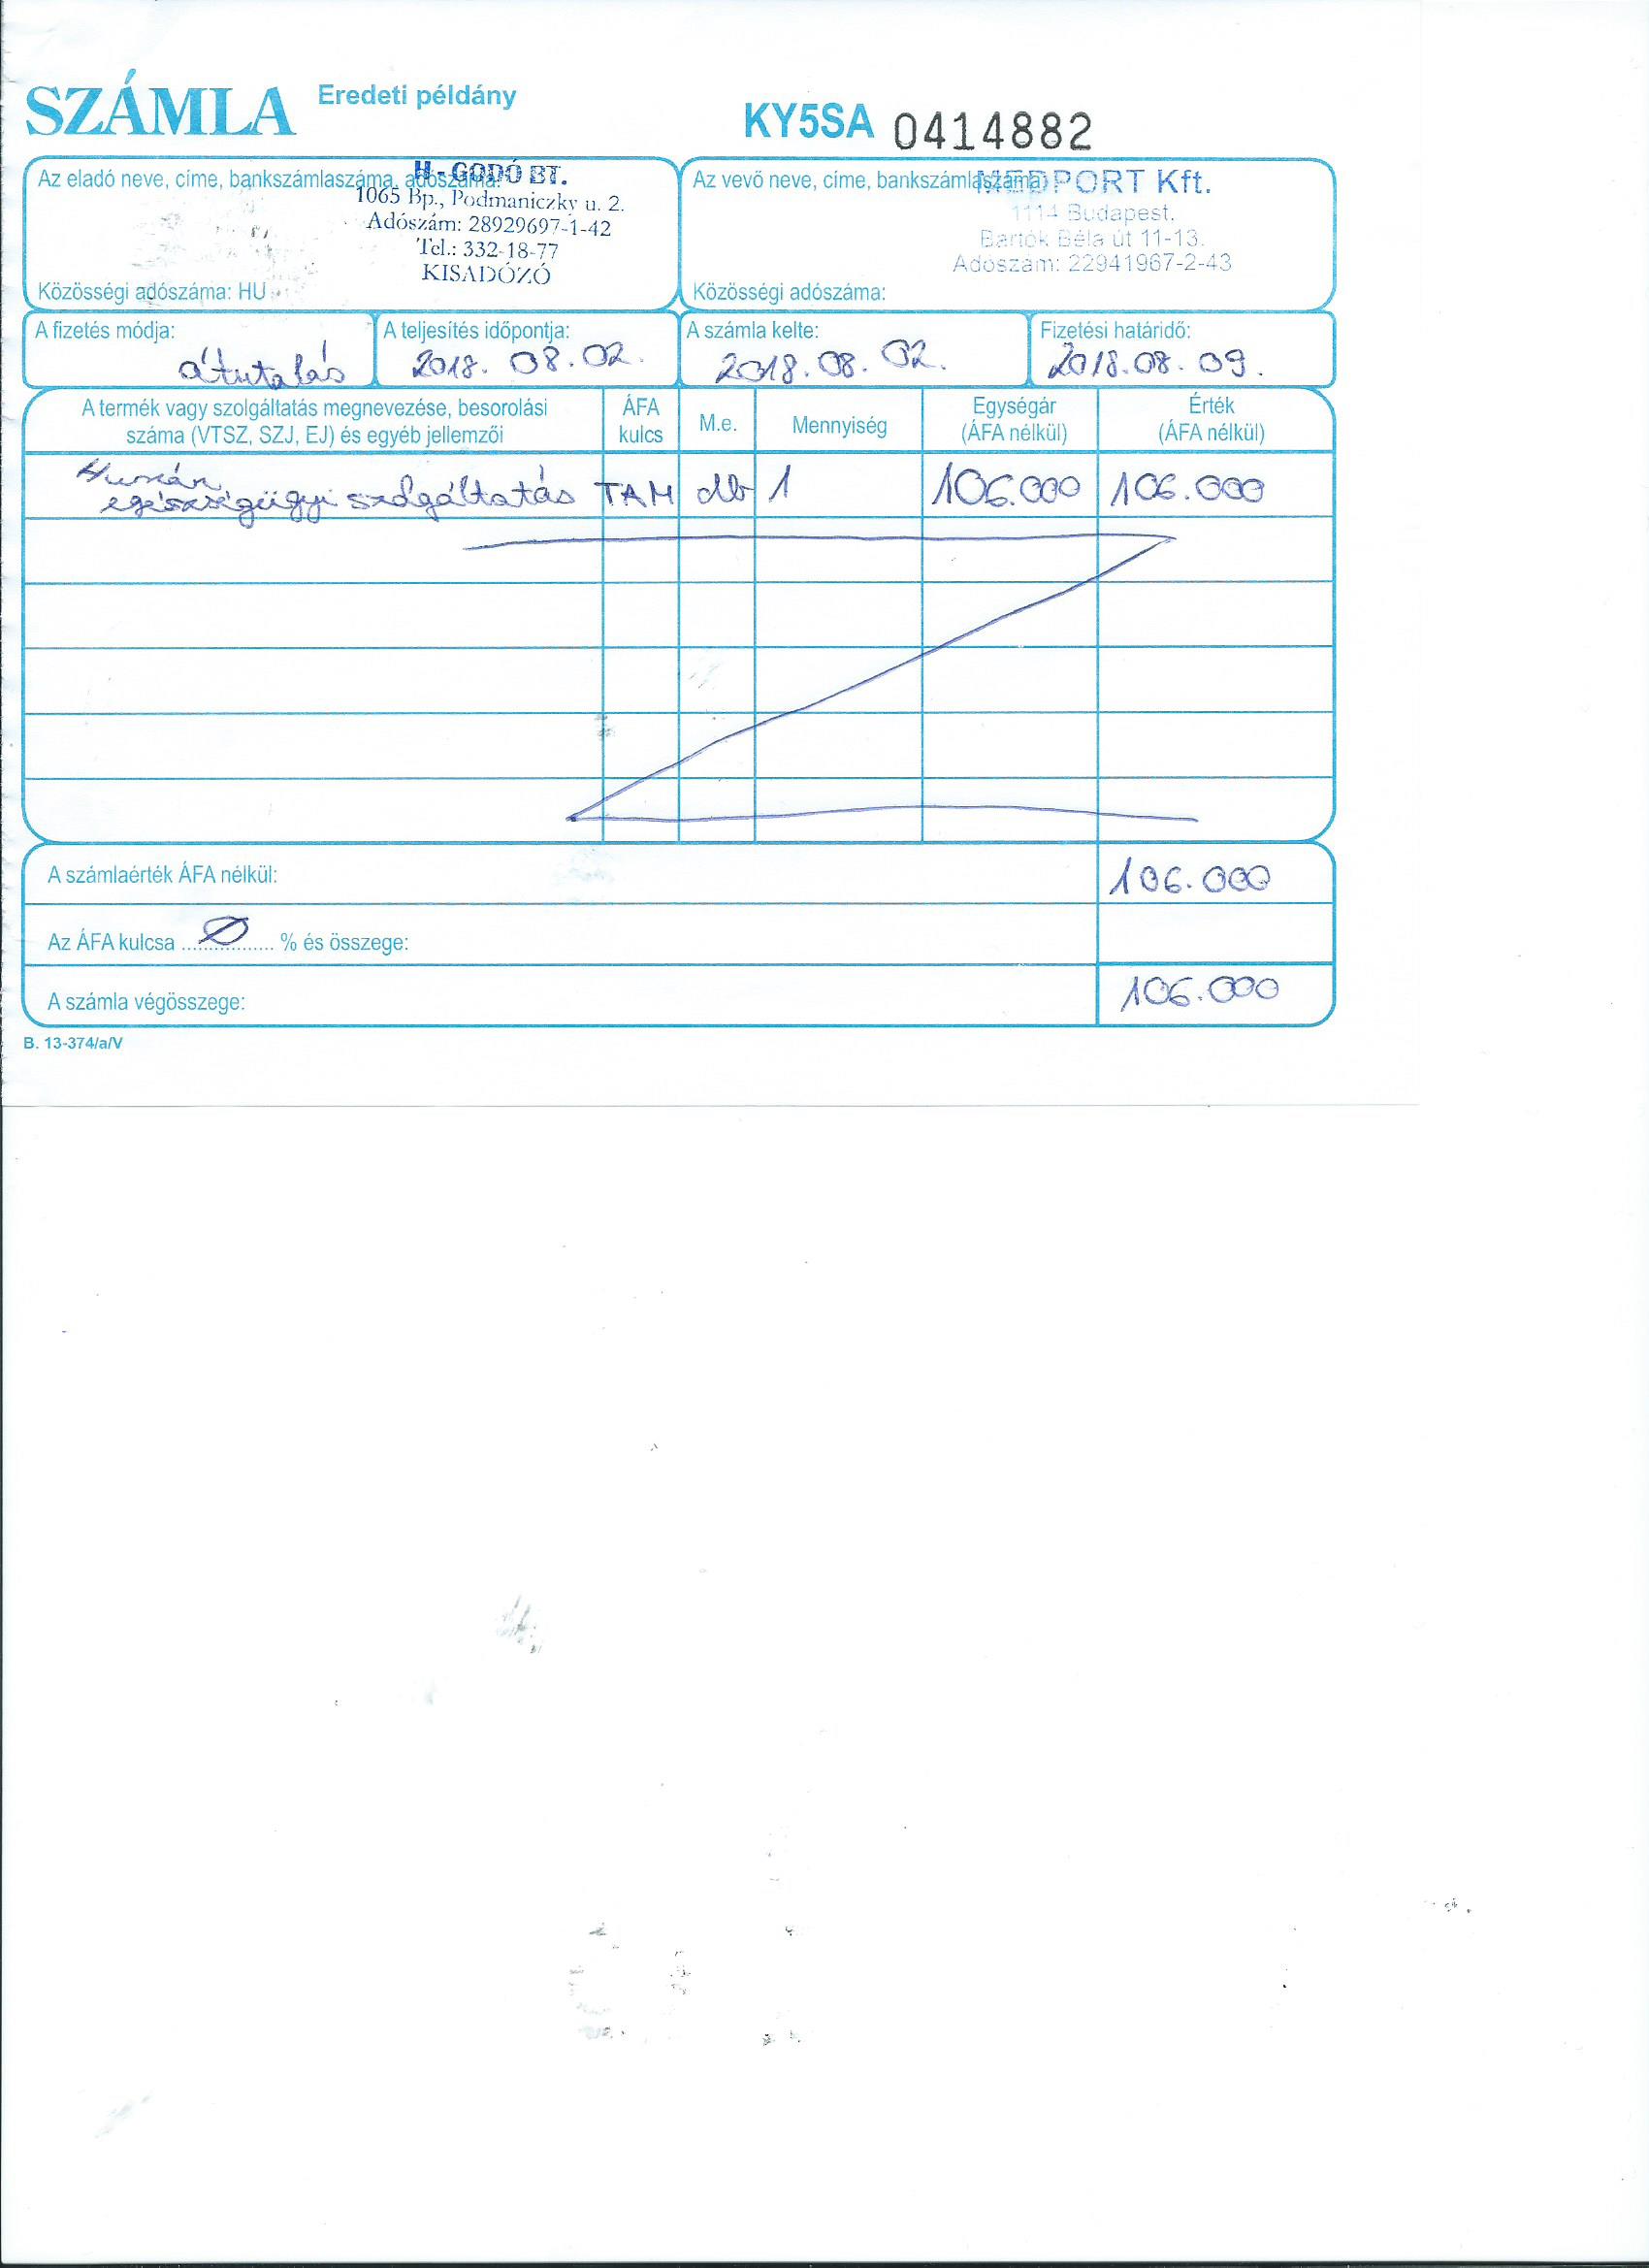 SZÁMLA Eredeti példány KY5SA 0414882
Az eladó neve, címe, bankszámlaszáma, adószáma:
H - GODÓ BT.
1065 Bp., Podmaniczky u. 2.
Adószám: 28929697-1-42
Tel.: 332-18-77
KISADÓZÓ
Közösségi adószáma: HU
Az vevő neve, címe, bankszámlaszáma:
MEDPORT Kft.
1114 Budapest,
Bartók Béla út 11-13.
Adószám: 22941967-2-43
Közösségi adószáma:
A fizetés módja:
átutalás
A teljesítés időpontja:
2018. 08. 02.
A számla kelte:
2018. 08. 02.
Fizetési határidő:
2018. 08. 09.
A termék vagy szolgáltatás megnevezése, besorolási
száma (VTSZ, SZJ, EJ) és egyéb jellemzői
ÁFA
kulcs
M.e.
Mennyiség
Egységár
(ÁFA nélkül)
Érték
(ÁFA nélkül)
Humán
egészségügyi szolgáltatás TAM db 1 106.000 106.000
A számlaérték ÁFA nélkül: 106.000
Az ÁFA kulcsa ................ % és összege:
A számla végösszege: 106.000
B. 13-374/a/V